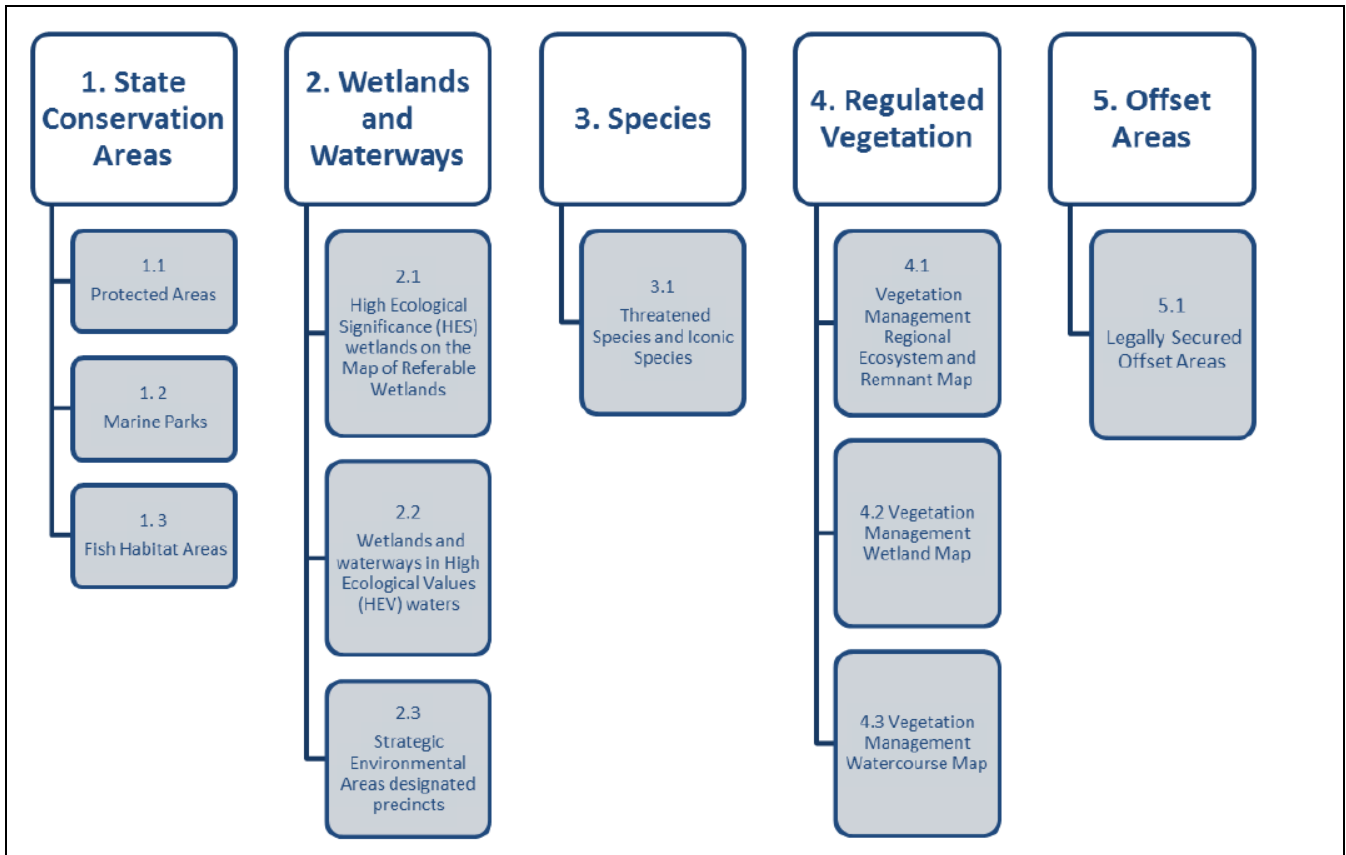 1. State
Conservation
Areas
1.1
Protected Areas
1. 2
Marine Parks
1. 3
Fish Habitat Areas
2. Wetlands
and
Waterways
2.1
High Ecological
Significance (HES)
wetlands on the
Map of Referable
Wetlands
2.2
Wetlands and
waterways in High
Ecological Values
(HEV) waters
2.3
Strategic
Environmental
Areas designated
precincts
3. Species
3.1
Threatened
Species and Iconic
Species
4. Regulated
Vegetation
4.1
Vegetation
Management
Regional
Ecosystem and
Remnant Map
4.2 Vegetation
Management
Wetland Map
4.3 Vegetation
Management
Watercourse Map
5. Offset
Areas
5.1
Legally Secured
Offset Areas